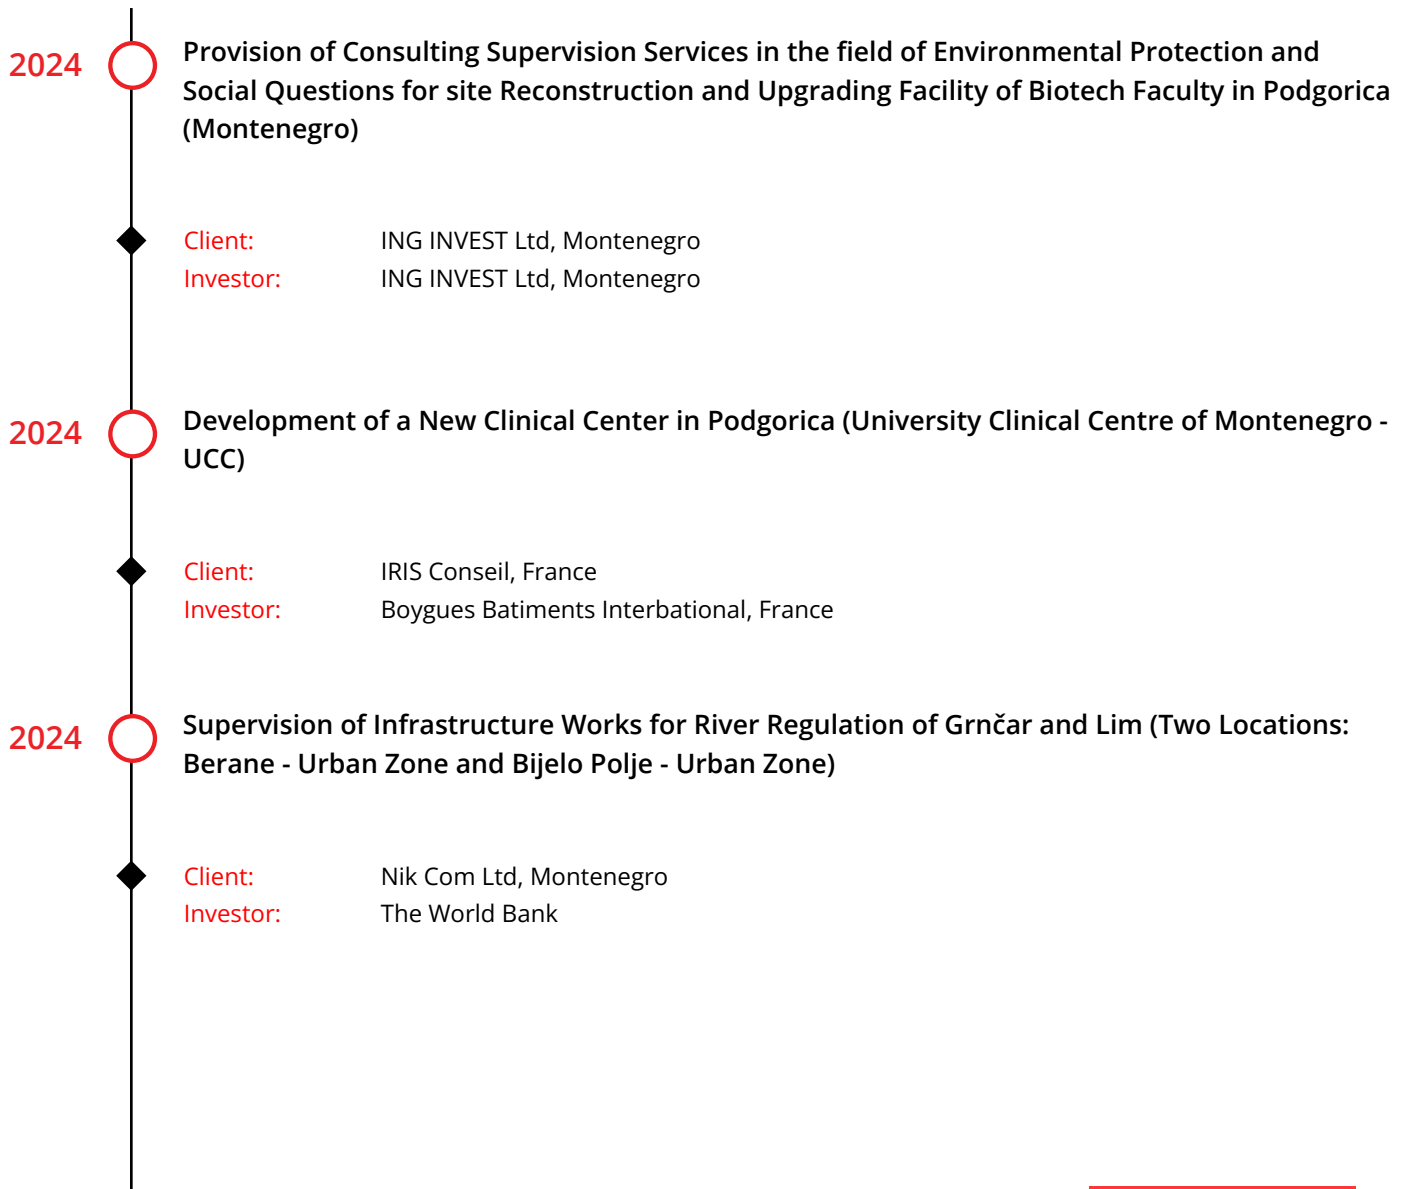 2024
Provision of Consulting Supervision Services in the field of Environmental Protection and
Social Questions for site Reconstruction and Upgrading Facility of Biotech Faculty in Podgorica
(Montenegro)
Client: ING INVEST Ltd, Montenegro
Investor: ING INVEST Ltd, Montenegro
2024
Development of a New Clinical Center in Podgorica (University Clinical Centre of Montenegro -
UCC)
Client: IRIS Conseil, France
Investor: Boygues Batiments Interbational, France
2024
Supervision of Infrastructure Works for River Regulation of Grnčar and Lim (Two Locations:
Berane - Urban Zone and Bijelo Polje - Urban Zone)
Client: Nik Com Ltd, Montenegro
Investor: The World Bank